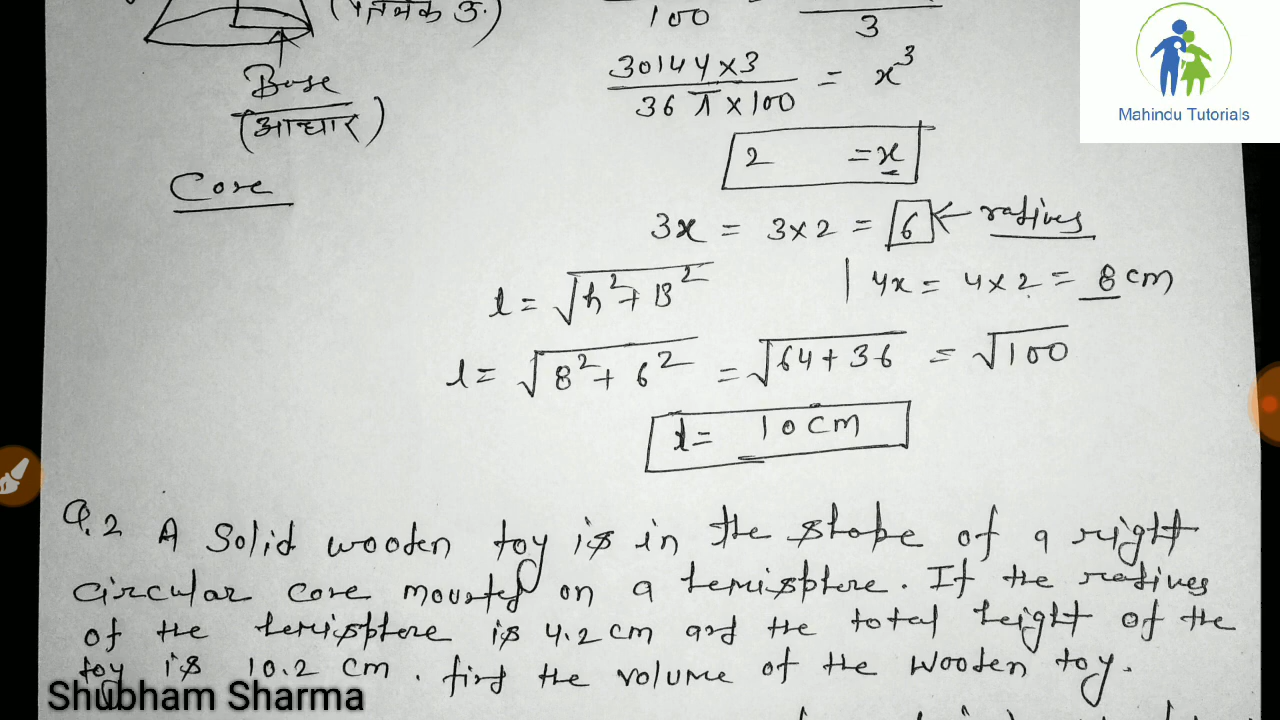 100
3
Base
(आधार)
30144×3 / 36 π×100 = x³
2 = x
Cone
3x = 3×2 = 6 ← radius
l = √h²+B² | 4x = 4×2 = 8 cm
l = √8²+6² = √64+36 = √100
l = 10 cm
Q.2 A Solid wooden toy is in the shape of a right
circular cone mounted on a hemisphere. If the radius
of the hemisphere is 4.2 cm and the total height of the
toy is 10.2 cm. find the volume of the wooden toy.
Mahindu Tutorials
Shubham Sharma